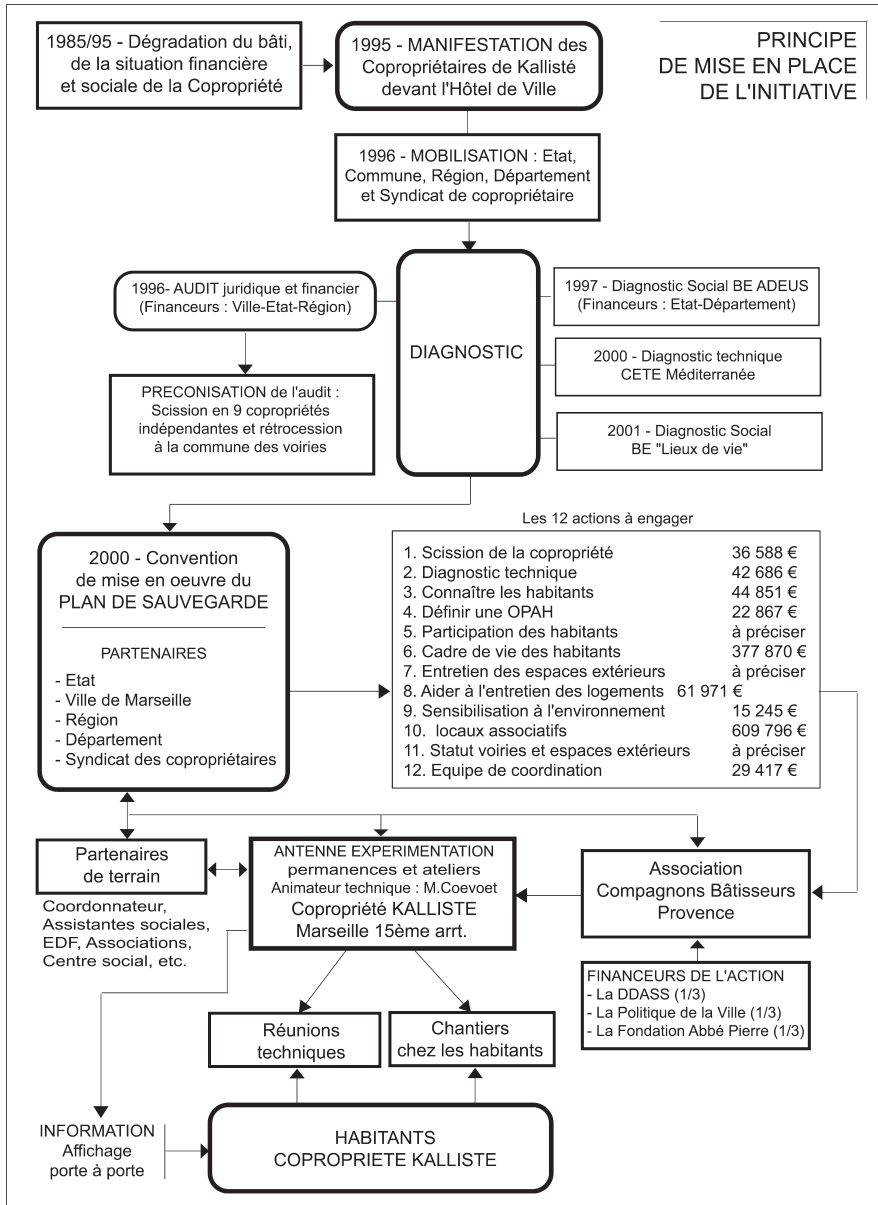 1985/95 - Dégradation du bâti,
de la situation financière
et sociale de la Copropriété
1995 - MANIFESTATION des
Copropriétaires de Kallisté
devant l'Hôtel de Ville
PRINCIPE
DE MISE EN PLACE
DE L'INITIATIVE
1996 - MOBILISATION : Etat,
Commune, Région, Département
et Syndicat de copropriétaire
1996- AUDIT juridique et financier
(Financeurs : Ville-Etat-Région)
DIAGNOSTIC
1997 - Diagnostic Social BE ADEUS
(Financeurs : Etat-Département)
2000 - Diagnostic technique
CETE Méditerranée
PRECONISATION de l'audit :
Scission en 9 copropriétés
indépendantes et rétrocession
à la commune des voiries
2001 - Diagnostic Social
BE "Lieux de vie"
2000 - Convention
de mise en oeuvre du
PLAN DE SAUVEGARDE
PARTENAIRES
- Etat
- Ville de Marseille
- Région
- Département
- Syndicat des copropriétaires
Les 12 actions à engager
1. Scission de la copropriété 36 588 €
2. Diagnostic technique 42 686 €
3. Connaître les habitants 44 851 €
4. Définir une OPAH 22 867 €
5. Participation des habitants à préciser
6. Cadre de vie des habitants 377 870 €
7. Entretien des espaces extérieurs à préciser
8. Aider à l'entretien des logements 61 971 €
9. Sensibilisation à l'environnement 15 245 €
10. locaux associatifs 609 796 €
11. Statut voiries et espaces extérieurs à préciser
12. Equipe de coordination 29 417 €
Partenaires
de terrain
Coordonnateur,
Assistantes sociales,
EDF, Associations,
Centre social, etc.
ANTENNE EXPERIMENTATION
permanences et ateliers
Animateur technique : M.Coevoet
Copropriété KALLISTE
Marseille 15ème arrt.
Association
Compagnons Bâtisseurs
Provence
FINANCEURS DE L'ACTION
- La DDASS (1/3)
- La Politique de la Ville (1/3)
- La Fondation Abbé Pierre (1/3)
Réunions
techniques
Chantiers
chez les habitants
INFORMATION
Affichage
porte à porte
HABITANTS
COPROPRIETE KALLISTE